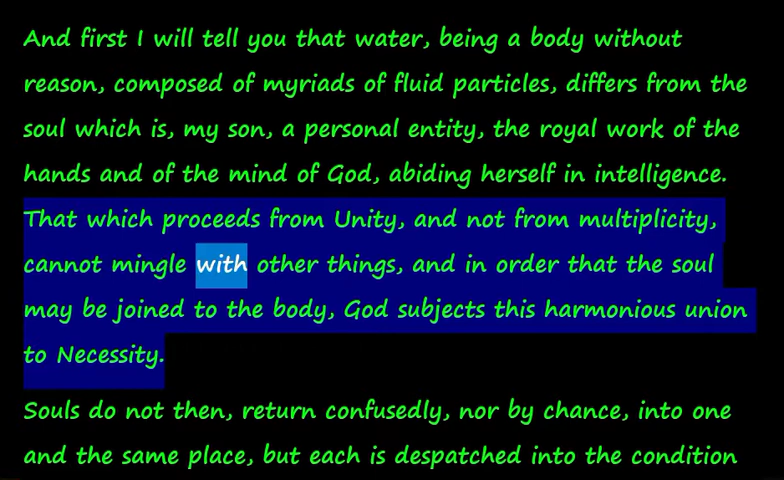 And first I will tell you that water, being a body without
reason, composed of myriads of fluid particles, differs from the
soul which is, my son, a personal entity, the royal work of the
hands and of the mind of God, abiding herself in intelligence.
That which proceeds from Unity, and not from multiplicity,
cannot mingle with other things, and in order that the soul
may be joined to the body, God subjects this harmonious union
to Necessity.
Souls do not then, return confusedly, nor by chance, into one
and the same place, but each is despatched into the condition